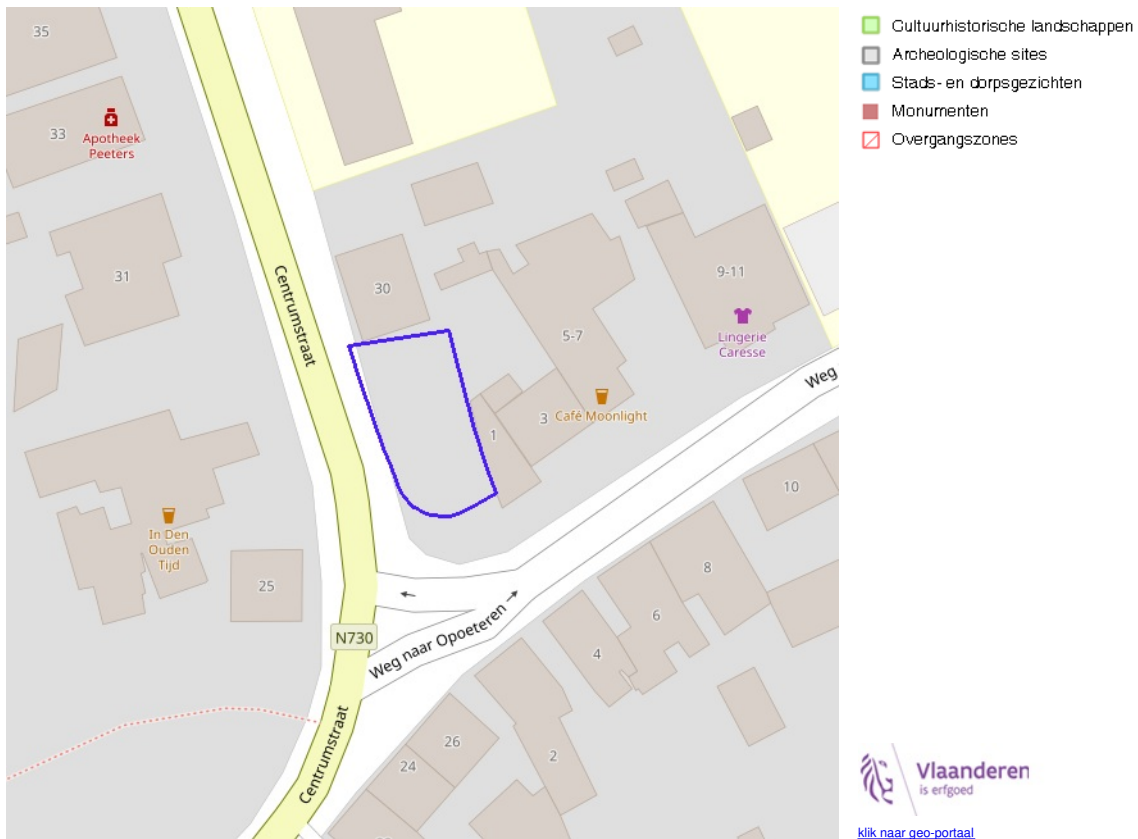 35
33
Apotheek
Peeters
31
Centrumstraat
30
9-11
Lingerie
Caresse
5-7
3
Café Moonlight
1
Weg
10
In Den
Ouden
Tijd
25
8
6
4
N730
Weg naar Opoeteren
Centrumstraat
26
24
2
Cultuurhistorische landschappen
Archeologische sites
Stads- en dorpsgezichten
Monumenten
Overgangszones
Vlaanderen
is erfgoed
klik naar geo-portaal